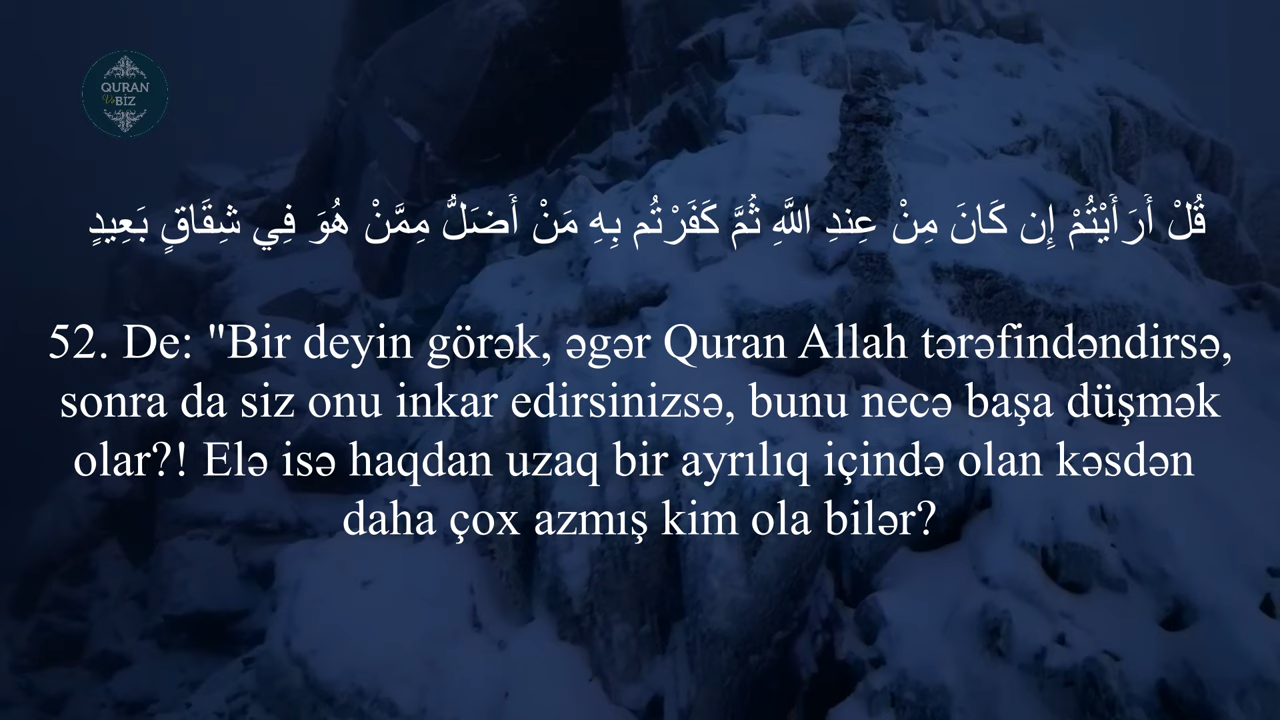 QURAN
Və BİZ
قُلْ أَرَأَيْتُمْ إِن كَانَ مِنْ عِندِ اللَّهِ ثُمَّ كَفَرْتُم بِهِ مَنْ أَضَلُّ مِمَّنْ هُوَ فِي شِقَاقٍ بَعِيدٍ
52. De: "Bir deyin görək, əgər Quran Allah tərəfindəndirsə,
sonra da siz onu inkar edirsinizsə, bunu necə başa düşmək
olar?! Elə isə haqdan uzaq bir ayrılıq içində olan kəsdən
daha çox azmış kim ola bilər?